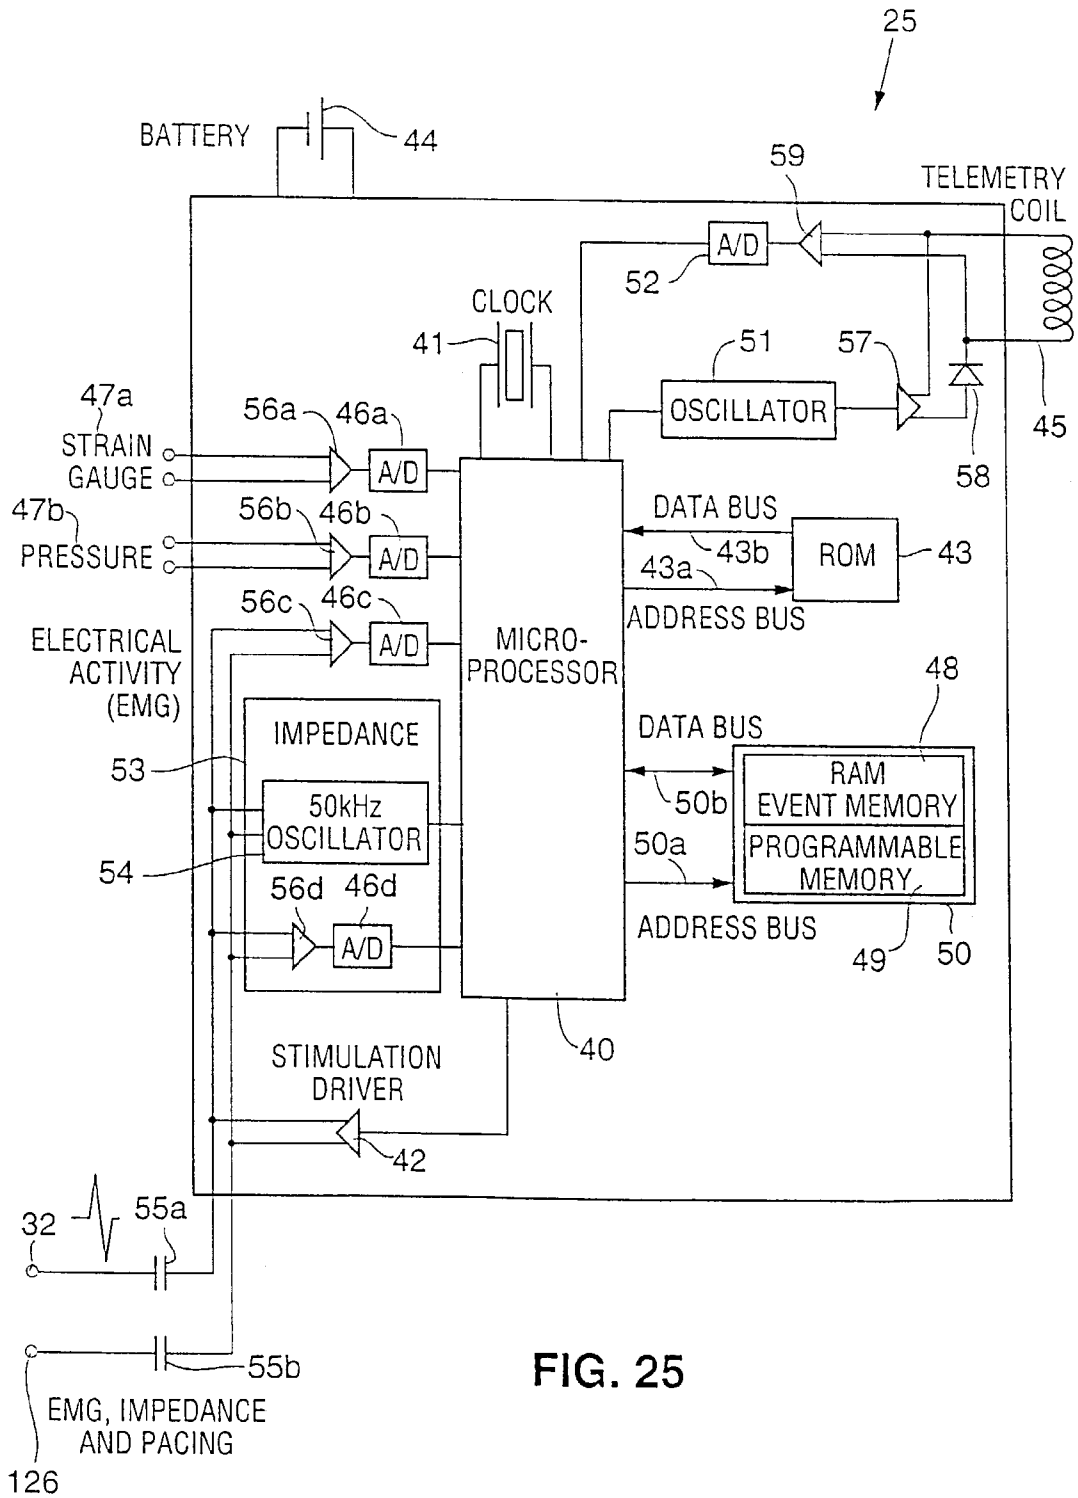 25
BATTERY
44
59
TELEMETRY
COIL
A/D
52
CLOCK
41
51
57
OSCILLATOR
45
58
47a
STRAIN
GAUGE
56a
46a
A/D
47b
PRESSURE
56b
46b
A/D
DATA BUS
43b
ROM
43
43a
ADDRESS BUS
56c
46c
A/D
ELECTRICAL
ACTIVITY
(EMG)
MICRO-
PROCESSOR
48
IMPEDANCE
53
DATA BUS
50b
RAM
EVENT MEMORY
50kHz
OSCILLATOR
54
50a
PROGRAMMABLE
MEMORY
56d
46d
A/D
ADDRESS BUS
49
50
40
STIMULATION
DRIVER
42
32
55a
55b
EMG, IMPEDANCE
AND PACING
126
FIG. 25